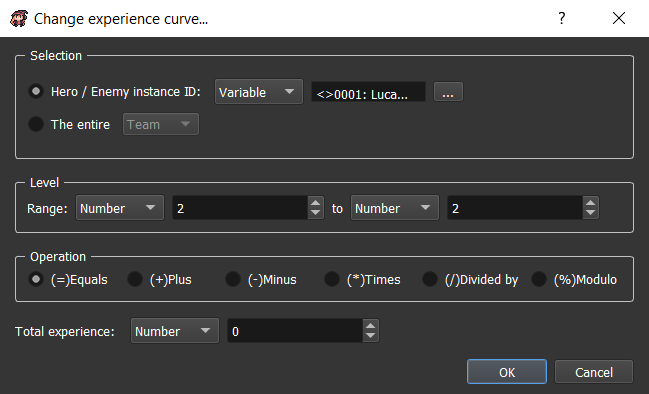 Change experience curve...
?
Selection
Hero / Enemy instance ID: Variable <>0001: Luca... ...
The entire Team
Level
Range: Number 2 to Number 2
Operation
(=)Equals (+)Plus (-)Minus (*)Times (/)Divided by (%)Modulo
Total experience: Number 0
OK Cancel